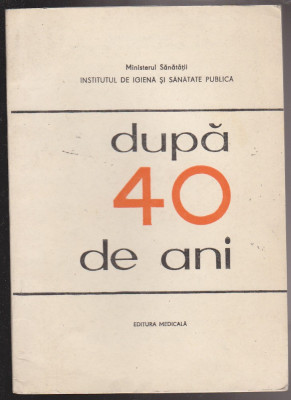 Ministerul Sănătății
INSTITUTUL DE IGIENĂ ȘI SĂNĂTATE PUBLICĂ
după
40
de ani
EDITURA MEDICALĂ